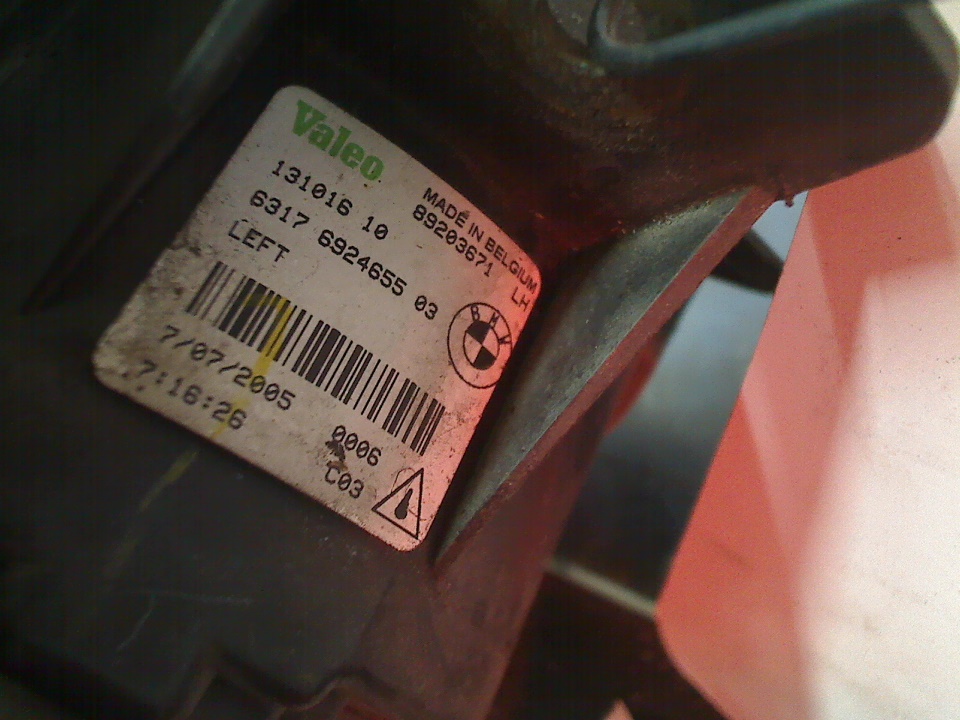 Valeo
MADE IN BELGIUM
131016 10
89203671
LH
6317 6924655 03
LEFT
BMW
7/07/2005
7:16:26
0006
C03